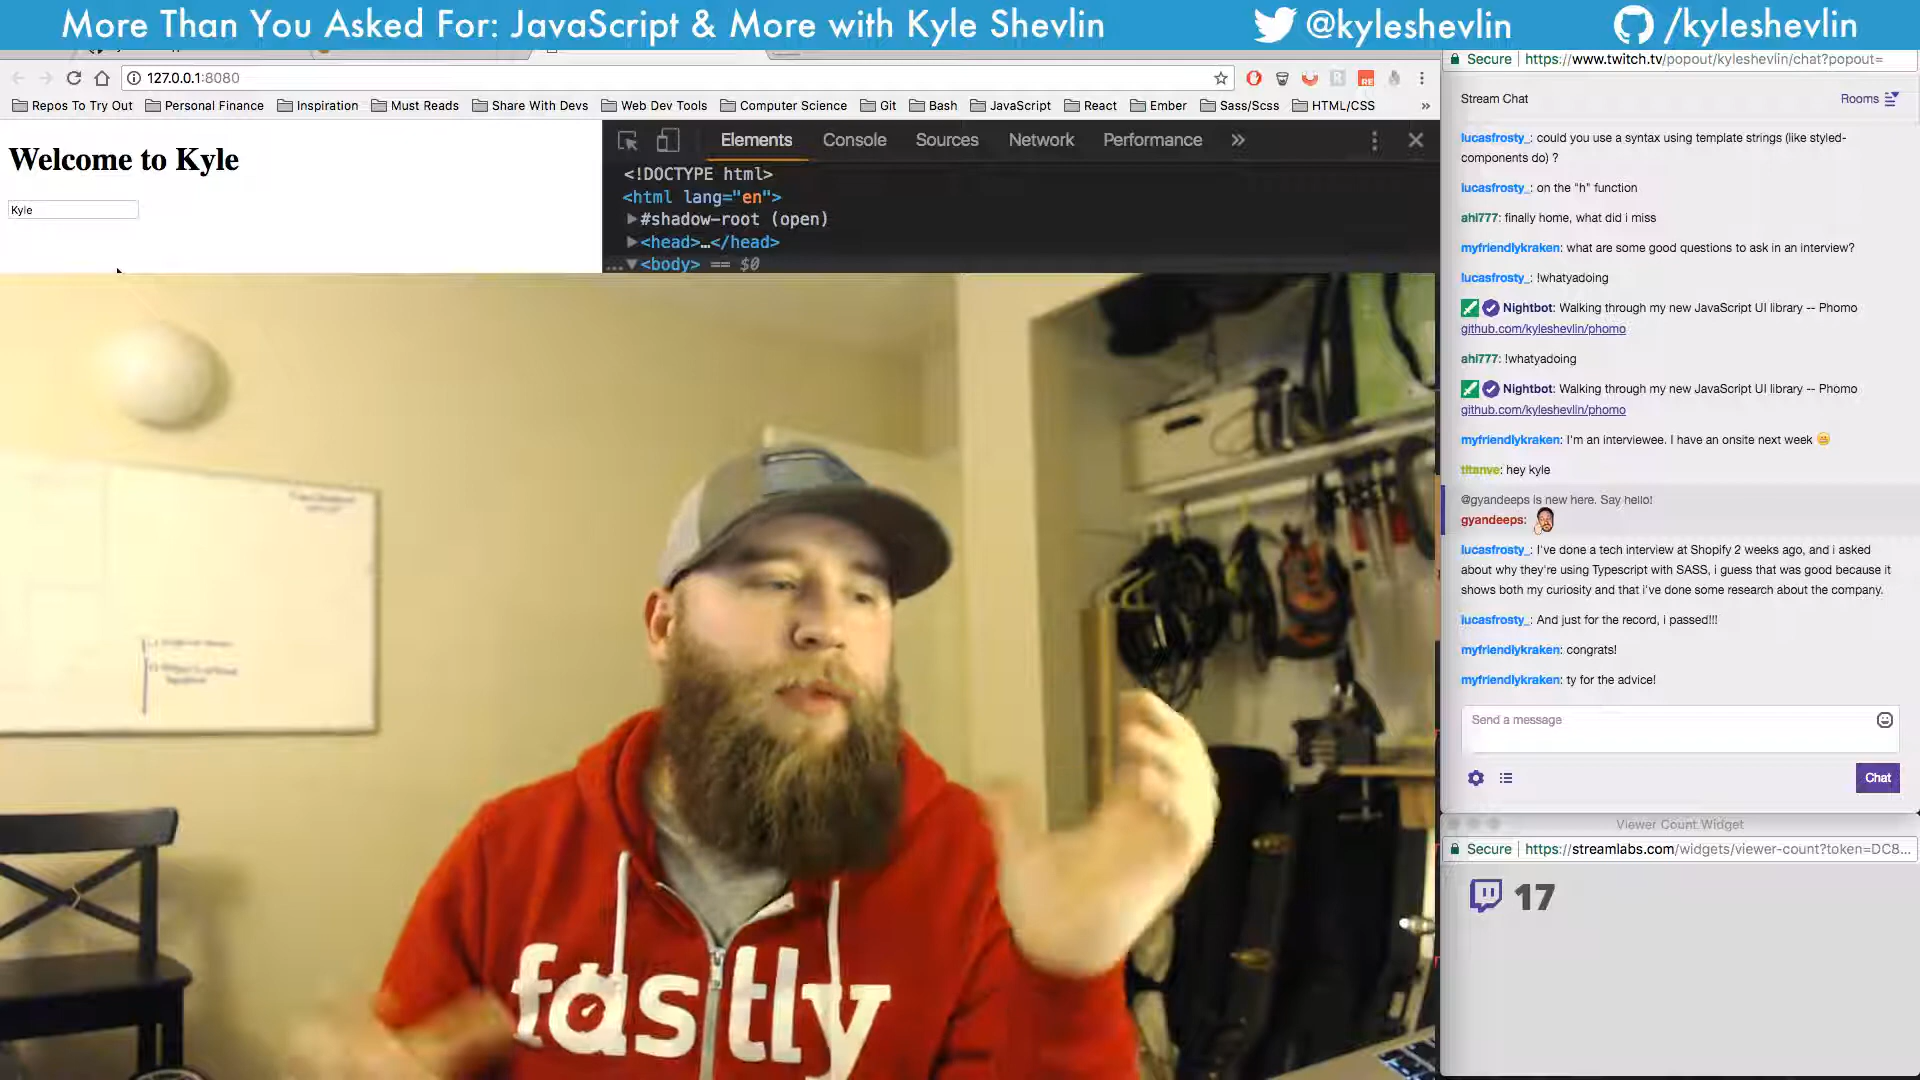 More Than You Asked For: JavaScript & More with Kyle Shevlin
@kyleshevlin
/kyleshevlin
127.0.0.1:8080
Repos To Try Out
Personal Finance
Inspiration
Must Reads
Share With Devs
Web Dev Tools
Computer Science
Git
Bash
JavaScript
React
Ember
Sass/Scss
HTML/CSS
»
Welcome to Kyle
Kyle
Elements
Console
Sources
Network
Performance
»
<!DOCTYPE html>
<html lang="en">
#shadow-root (open)
<head>…</head>
...<body> == $0
fastly
Secure
https://www.twitch.tv/popout/kyleshevlin/chat?popout=
Stream Chat
Rooms
lucasfrosty_: could you use a syntax using template strings (like styled-
components do) ?
lucasfrosty_: on the "h" function
ahl777: finally home, what did i miss
myfriendlykraken: what are some good questions to ask in an interview?
lucasfrosty_: !whatyadoing
Nightbot: Walking through my new JavaScript UI library -- Phomo
github.com/kyleshevlin/phomo
ahl777: !whatyadoing
Nightbot: Walking through my new JavaScript UI library -- Phomo
github.com/kyleshevlin/phomo
myfriendlykraken: I'm an interviewee. I have an onsite next week
titanve: hey kyle
@gyandeeps is new here. Say hello!
gyandeeps:
lucasfrosty_: I've done a tech interview at Shopify 2 weeks ago, and i asked
about why they're using Typescript with SASS, i guess that was good because it
shows both my curiosity and that i've done some research about the company.
lucasfrosty_: And just for the record, i passed!!!
myfriendlykraken: congrats!
myfriendlykraken: ty for the advice!
Send a message
Chat
Viewer Count Widget
Secure
https://streamlabs.com/widgets/viewer-count?token=DC8...
17